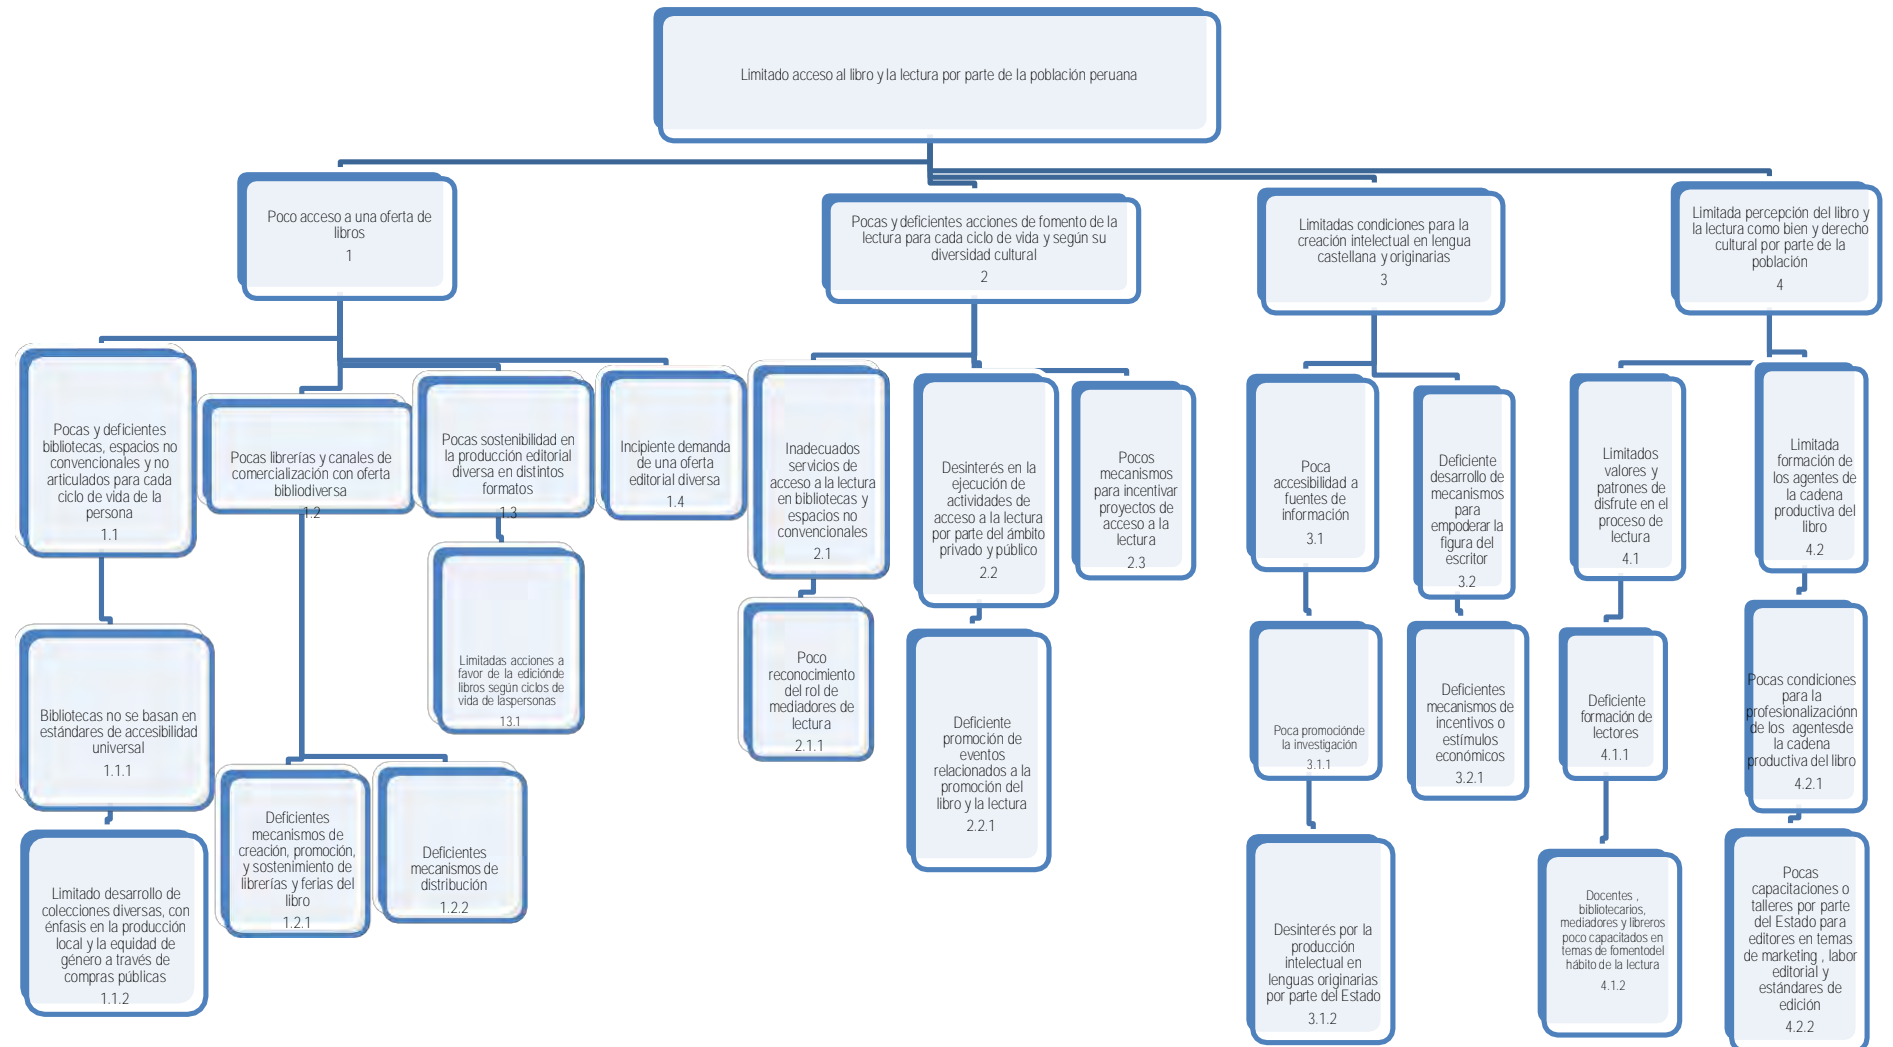 Limitado acceso al libro y la lectura por parte de la población peruana
Poco acceso a una oferta de
libros
1
Pocas y deficientes acciones de fomento de la
lectura para cada ciclo de vida y según su
diversidad cultural
2
Limitadas condiciones para la
creación intelectual en lengua
castellana y originarias
3
Limitada percepción del libro y
la lectura como bien y derecho
cultural por parte de la
población
4
Pocas y deficientes
bibliotecas, espacios no
convencionales y no
articulados para cada
ciclo de vida de la
persona
1.1
Pocas librerías y canales de
comercialización con oferta
bibliodiversa
1.2
Pocas sostenibilidad en
la producción editorial
diversa en distintos
formatos
1.3
Incipiente demanda
de una oferta
editorial diversa
1.4
Inadecuados
servicios de
acceso a la lectura
en bibliotecas y
espacios no
convencionales
2.1
Desinterés en la
ejecución de
actividades de
acceso a la lectura
por parte del ámbito
privado y público
2.2
Pocos
mecanismos
para incentivar
proyectos de
acceso a la
lectura
2.3
Poca
accesibilidad a
fuentes de
información
3.1
Deficiente
desarrollo de
mecanismos
para
empoderar la
figura del
escritor
3.2
Limitados
valores y
patrones de
disfrute en el
proceso de
lectura
4.1
Limitada
formación de
los agentes de
la cadena
productiva del
libro
4.2
Bibliotecas no se basan en
estándares de accesibilidad
universal
1.1.1
Limitadas acciones a
favor de la ediciónde
libros según ciclos de
vida de laspersonas
13.1
Poco
reconocimiento
del rol de
mediadores de
lectura
2.1.1
Deficiente
promoción de
eventos
relacionados a la
promoción del
libro y la lectura
2.2.1
Poca promociónde
la investigación
3.1.1
Deficientes
mecanismos de
incentivos o
estímulos
económicos
3.2.1
Deficiente
formación de
lectores
4.1.1
Pocas condiciones
para la
profesionalizaciónn
de los agentesde
la cadena
productiva del libro
4.2.1
Limitado desarrollo de
colecciones diversas, con
énfasis en la producción
local y la equidad de
género a través de
compras públicas
1.1.2
Deficientes
mecanismos de
creación, promoción,
y sostenimiento de
librerías y ferias del
libro
1.2.1
Deficientes
mecanismos de
distribución
1.2.2
Desinterés por la
producción
intelectual en
lenguas originarias
por parte del Estado
3.1.2
Docentes ,
bibliotecarios,
mediadores y libreros
poco capacitados en
temas de fomentodel
hábito de la lectura
4.1.2
Pocas
capacitaciones o
talleres por parte
del Estado para
editores en temas
de marketing , labor
editorial y
estándares de
edición
4.2.2